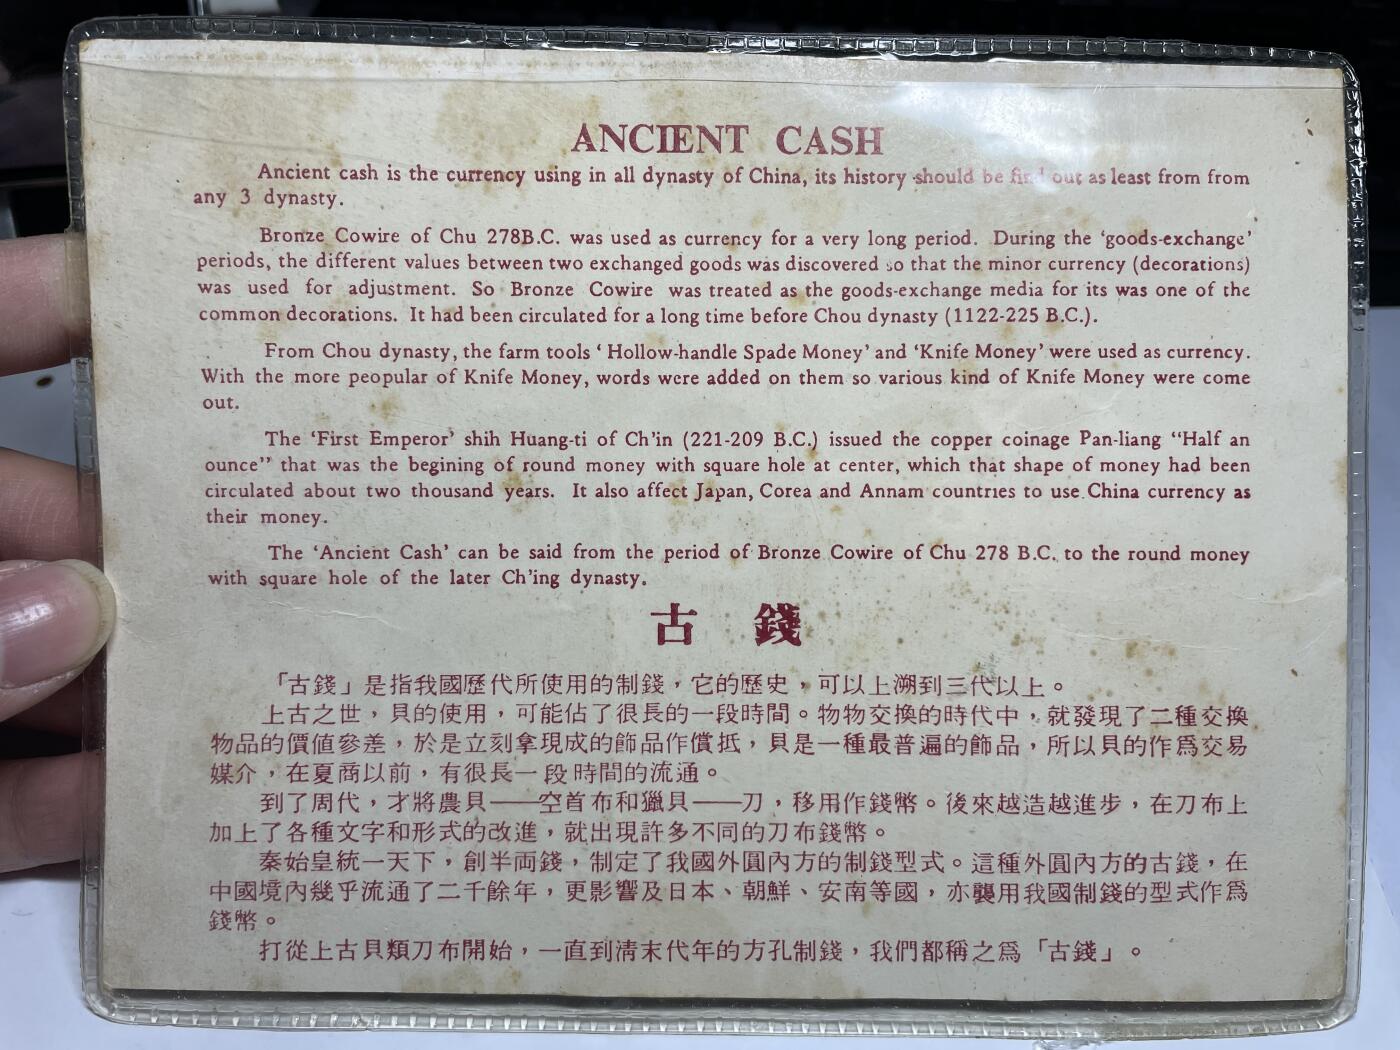 ANCIENT CASH
Ancient cash is the currency using in all dynasty of China, its history should be find out as least from from
any 3 dynasty.
Bronze Cowire of Chu 278B.C. was used as currency for a very long period. During the ‘goods-exchange’
periods, the different values between two exchanged goods was discovered so that the minor currency (decorations)
was used for adjustment. So Bronze Cowire was treated as the goods-exchange media for its was one of the
common decorations. It had been circulated for a long time before Chou dynasty (1122-225 B.C.).
From Chou dynasty, the farm tools ‘Hollow-handle Spade Money’ and ‘Knife Money’ were used as currency.
With the more peopular of Knife Money, words were added on them so various kind of Knife Money were come
out.
The ‘First Emperor’ shih Huang-ti of Ch’in (221-209 B.C.) issued the copper coinage Pan-liang “Half an
ounce” that was the begining of round money with square hole at center, which that shape of money had been
circulated about two thousand years. It also affect Japan, Corea and Annam countries to use China currency as
their money.
The ‘Ancient Cash’ can be said from the period of Bronze Cowire of Chu 278 B.C. to the round money
with square hole of the later Ch’ing dynasty.
古 錢
「古錢」是指我國歷代所使用的制錢，它的歷史，可以上溯到三代以上。
上古之世，貝的使用，可能佔了很長的一段時間。物物交換的時代中，就發現了二種交換
物品的價值參差，於是立刻拿現成的飾品作償抵，貝是一種最普遍的飾品，所以貝的作爲交易
媒介，在夏商以前，有很長一段時間的流通。
到了周代，才將農具——空首布和獵具——刀，移用作錢幣。後來越造越進步，在刀布上
加上了各種文字和形式的改進，就出現許多不同的刀布錢幣。
秦始皇統一天下，創半両錢，制定了我國外圓內方的制錢型式。這種外圓內方的古錢，在
中國境內幾乎流通了二千餘年，更影響及日本、朝鮮、安南等國，亦襲用我國制錢的型式作爲
錢幣。
打從上古貝類刀布開始，一直到淸末代年的方孔制錢，我們都稱之爲「古錢」。